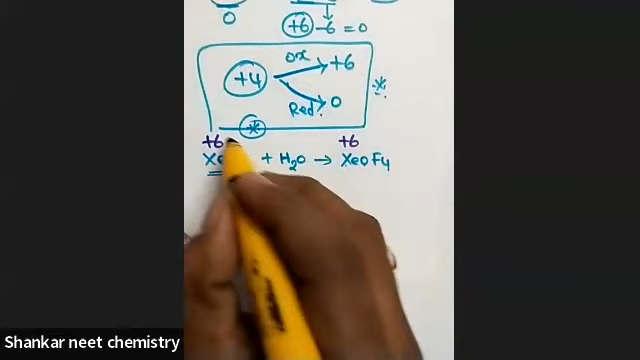 0
+6 -6 = 0
ox +6
+4
Red. 0
*
*
+6 +6
Xe + H₂O → XeOF₄
Shankar neet chemistry